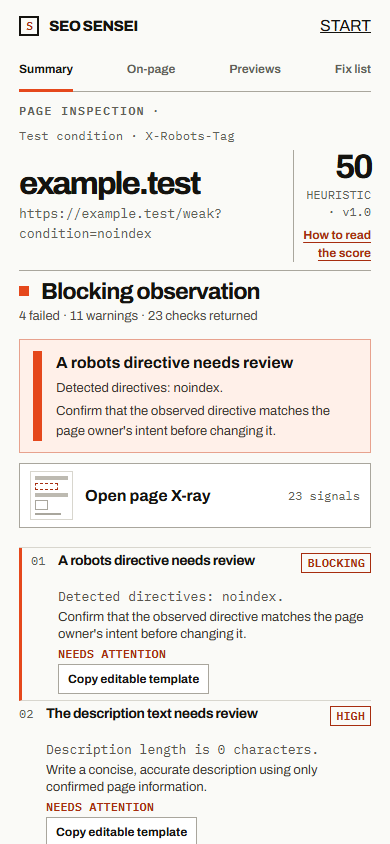 S SEO SENSEI START
Summary On-page Previews Fix list
PAGE INSPECTION ·
Test condition · X-Robots-Tag
example.test
https://example.test/weak?
condition=noindex
50
HEURISTIC
· v1.0
How to read
the score
Blocking observation
4 failed · 11 warnings · 23 checks returned
A robots directive needs review
Detected directives: noindex.
Confirm that the observed directive matches the
page owner's intent before changing it.
Open page X-ray 23 signals
01 A robots directive needs review BLOCKING
Detected directives: noindex.
Confirm that the observed directive matches the page
owner's intent before changing it.
NEEDS ATTENTION
Copy editable template
02 The description text needs review HIGH
Description length is 0 characters.
Write a concise, accurate description using only
confirmed page information.
NEEDS ATTENTION
Copy editable template